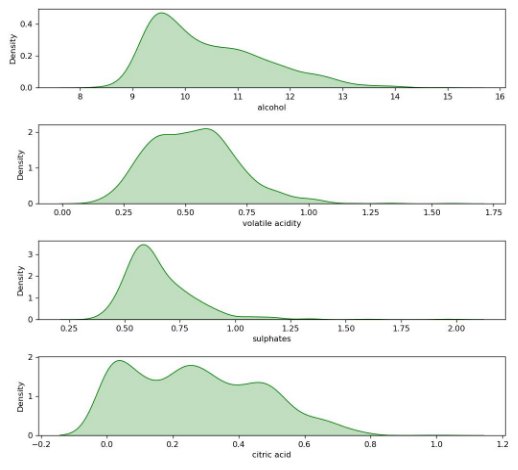 Density
0.4
0.2
0.0
8 9 10 11 12 13 14 15 16
alcohol
Density
2
1
0
0.00 0.25 0.50 0.75 1.00 1.25 1.50 1.75
volatile acidity
Density
3
2
1
0
0.25 0.50 0.75 1.00 1.25 1.50 1.75 2.00
sulphates
Density
2
1
0
−0.2 0.0 0.2 0.4 0.6 0.8 1.0 1.2
citric acid